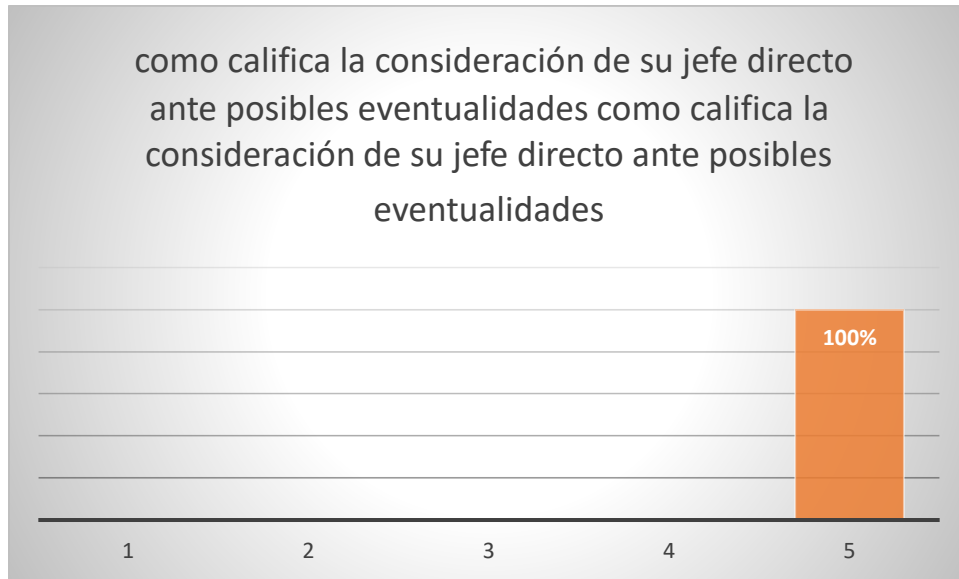 como califica la consideración de su jefe directo
ante posibles eventualidades como califica la
consideración de su jefe directo ante posibles
eventualidades
100%
1 2 3 4 5